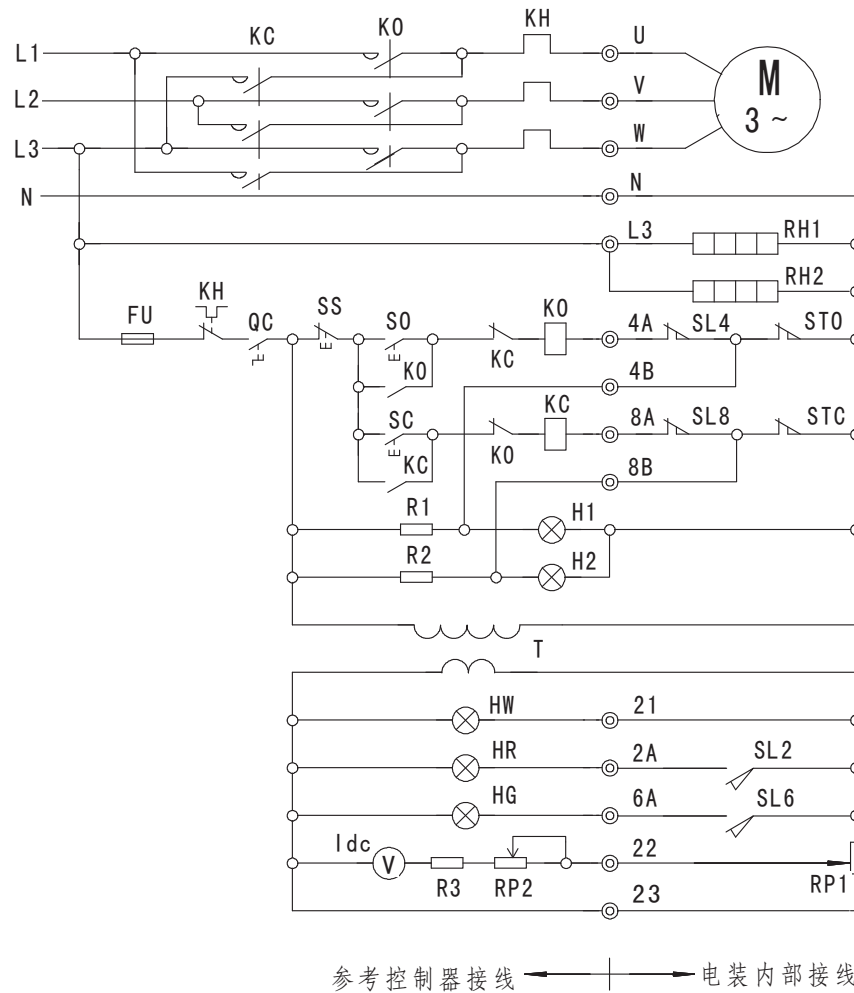 KH
KC KO U
L1
M
3 ~
L2 V
L3 W
N N
L3 RH1
RH2
KH
FU QC SS SO KO 4A SL4 STO
KC
KO 4B
SC KC 8A SL8 STC
KC KO
8B
R1 H1
R2 H2
T
HW 21
HR 2A SL2
HG 6A SL6
Idc V 22
R3 RP2 RP1
23
参考控制器接线 电装内部接线